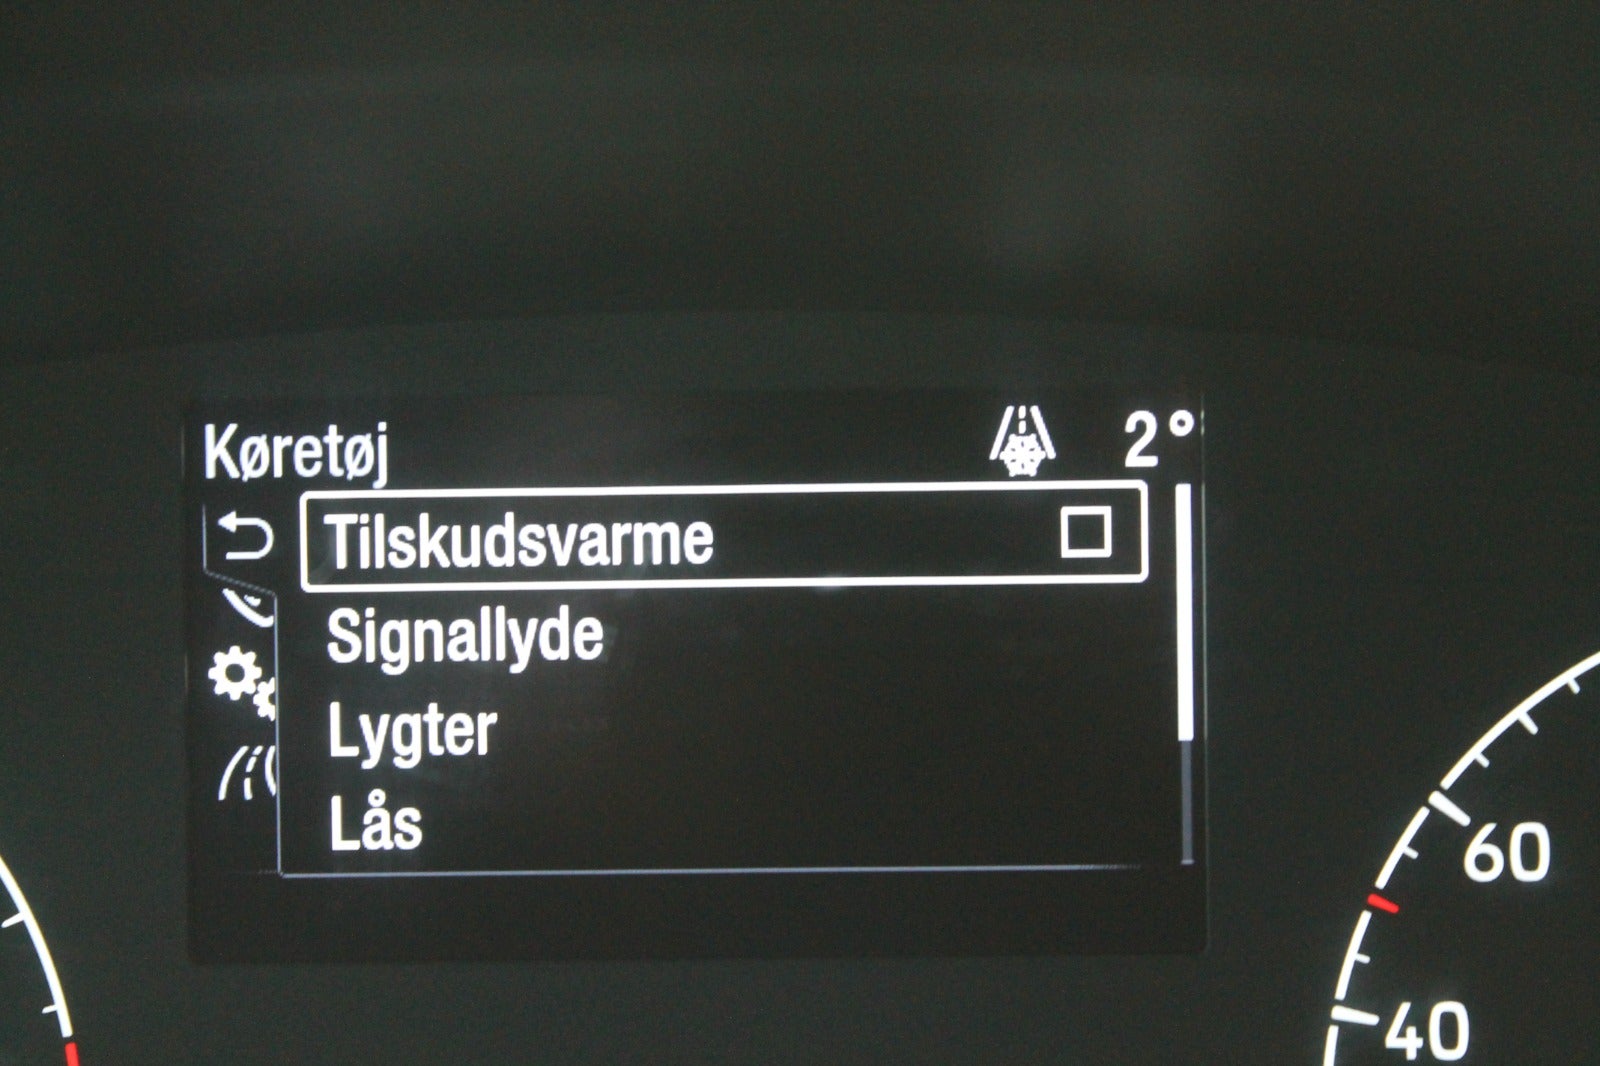 Køretøj 2°
Tilskudsvarme
Signallyde
Lygter
Lås
60
40